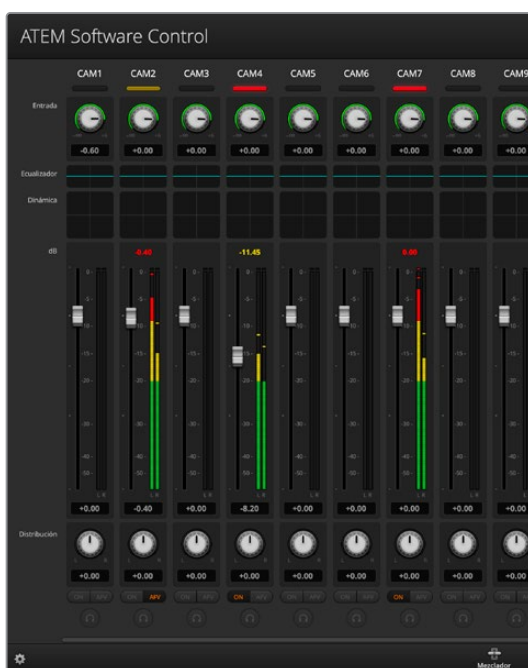 ATEM Software Control
CAM1 CAM2 CAM3 CAM4 CAM5 CAM6 CAM7 CAM8 CAM9
Entrada
-0.60 +0.00 +0.00 +0.00 +0.00 +0.00 +0.00 +0.00 +0.00
Ecualizador
Dinámica
dB -0.40 -11.45 0.00
+0.00 -0.40 +0.00 -8.20 +0.00 +0.00 +0.00 +0.00 +0.00
Distribución
L R L R L R L R L R L R L R L R L
+0.00 +0.00 +0.00 +0.00 +0.00 +0.00 +0.00 +0.00 +0.00
ON AFV ON AFV ON AFV ON AFV ON AFV ON AFV ON AFV ON AFV ON
Mezclador